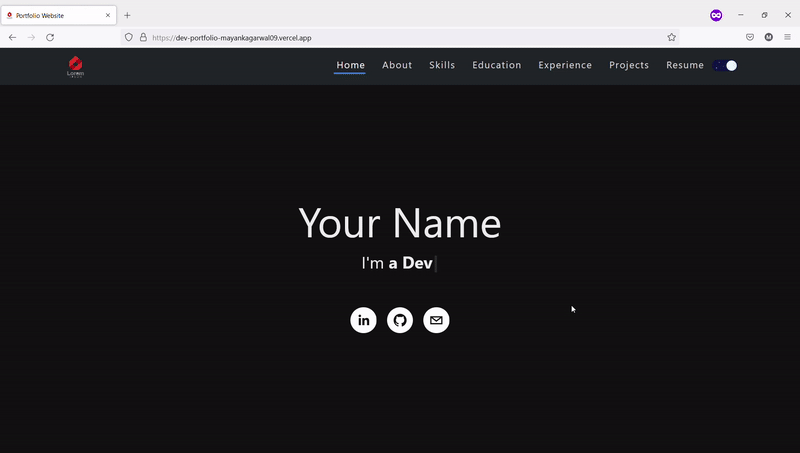 Portfolio Website
https://dev-portfolio-mayankagarwal09.vercel.app
M
Lorem
Home About Skills Education Experience Projects Resume
Your Name
I'm a Dev
in